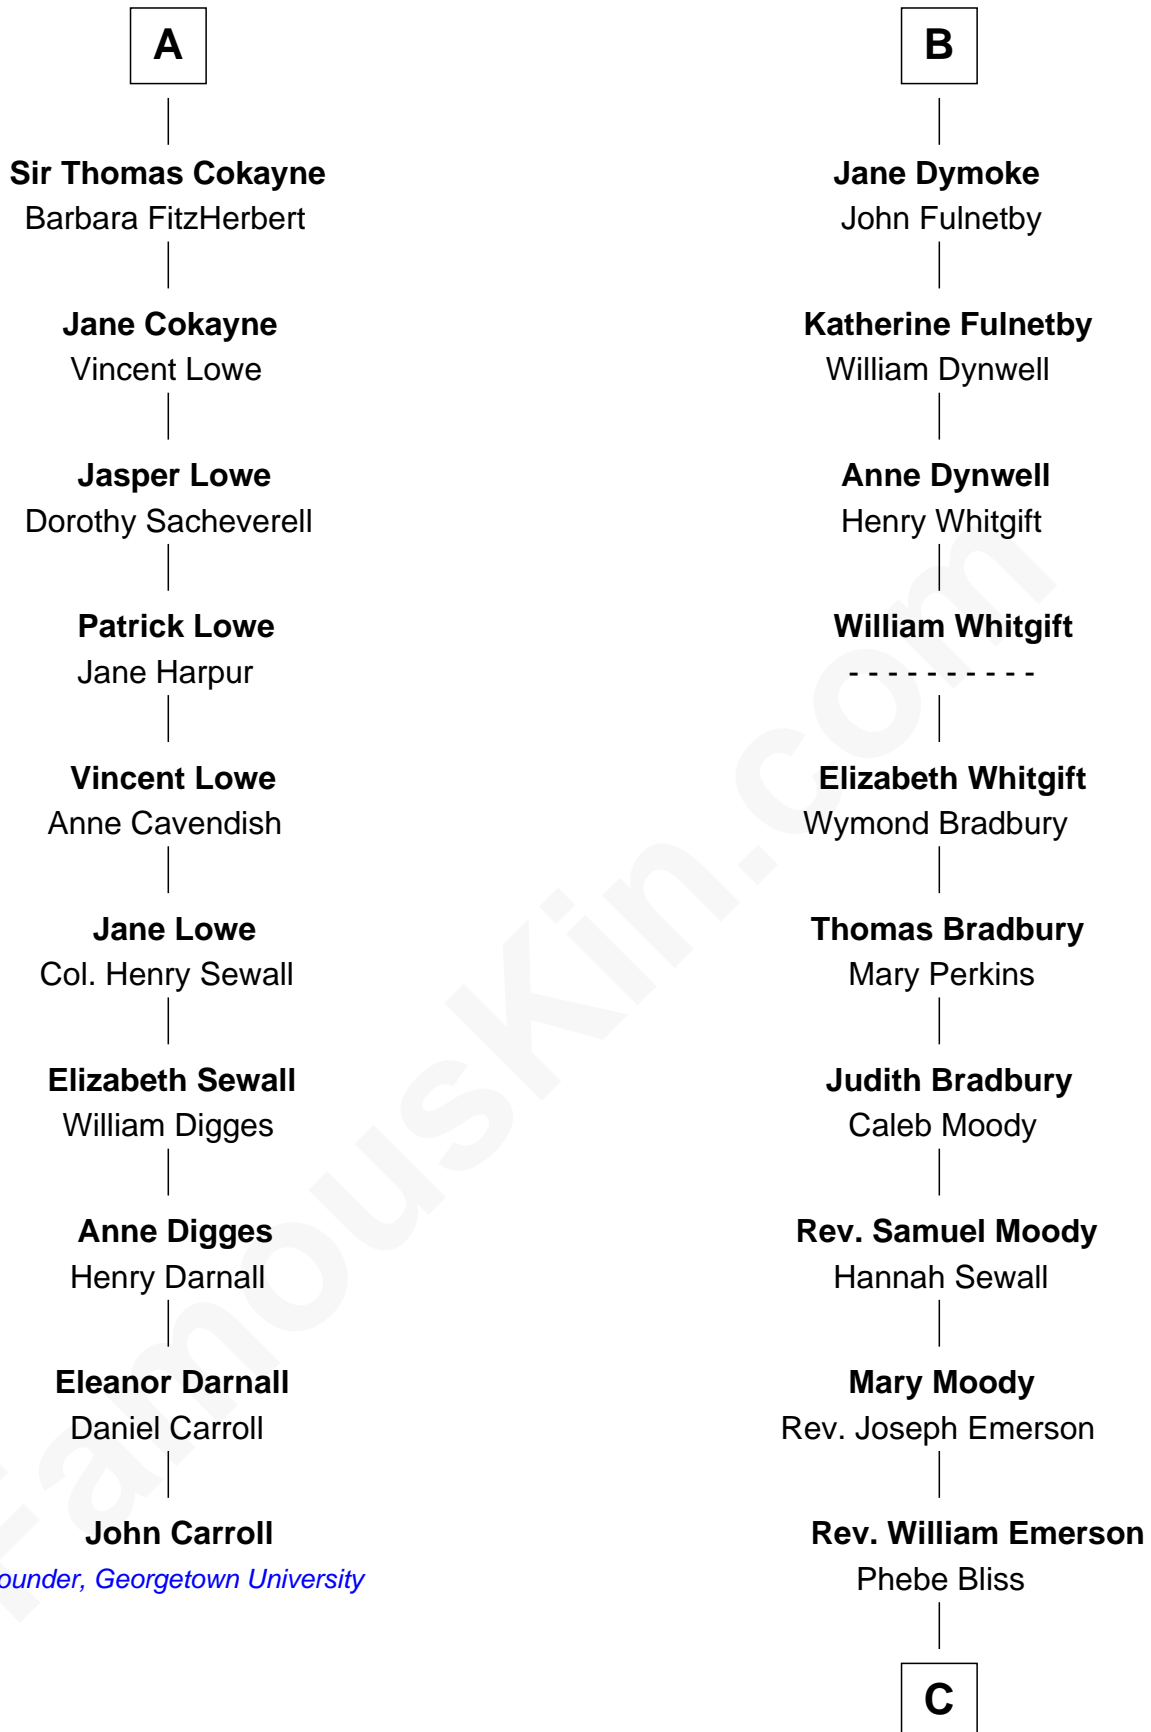 A
Sir Thomas Cokayne
Barbara FitzHerbert
Jane Cokayne
Vincent Lowe
Jasper Lowe
Dorothy Sacheverell
Patrick Lowe
Jane Harpur
Vincent Lowe
Anne Cavendish
Jane Lowe
Col. Henry Sewall
Elizabeth Sewall
William Digges
Anne Digges
Henry Darnall
Eleanor Darnall
Daniel Carroll
John Carroll
ounder, Georgetown University
B
Jane Dymoke
John Fulnetby
Katherine Fulnetby
William Dynwell
Anne Dynwell
Henry Whitgift
William Whitgift
- - - - - - - - - -
Elizabeth Whitgift
Wymond Bradbury
Thomas Bradbury
Mary Perkins
Judith Bradbury
Caleb Moody
Rev. Samuel Moody
Hannah Sewall
Mary Moody
Rev. Joseph Emerson
Rev. William Emerson
Phebe Bliss
C
FamousKin.com